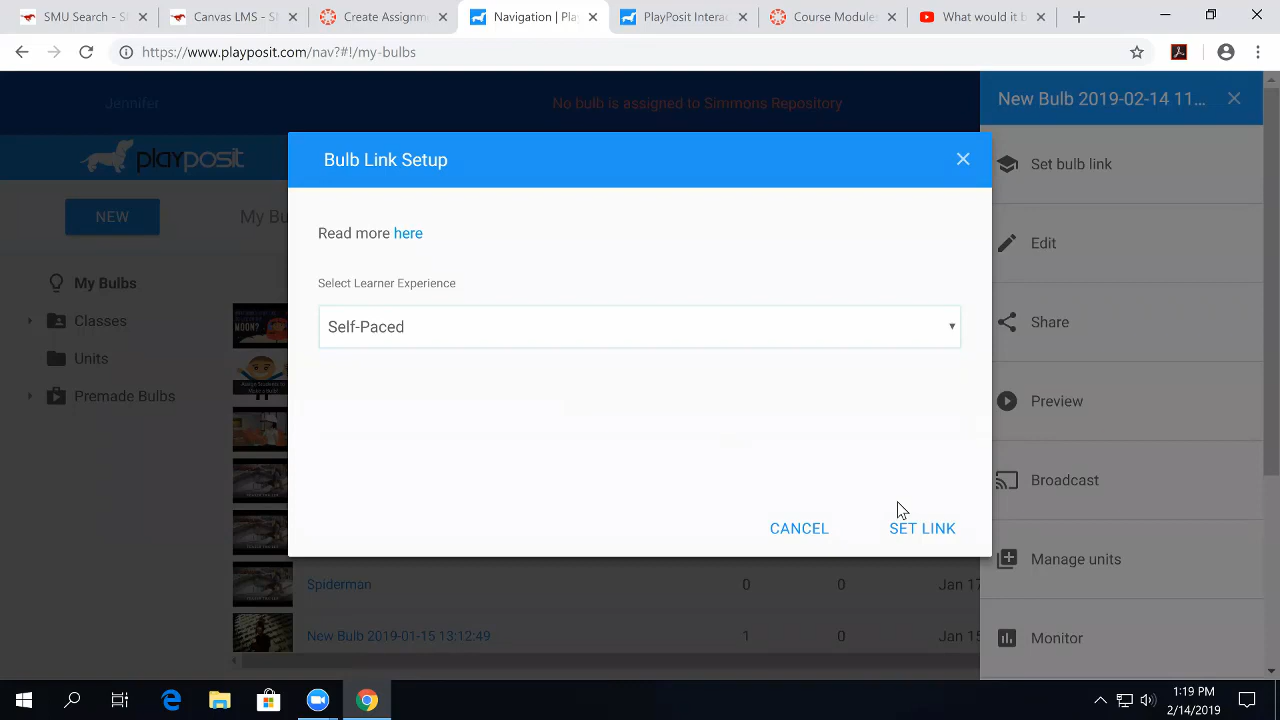 SMU - Search
LMS - S
Create Assignm
Navigation | Pla
PlayPosit Intera
Course Module
What would it b
https://www.playposit.com/nav?#!/my-bulbs
Jennifer
No bulb is assigned to Simmons Repository
New Bulb 2019-02-14 11...
playposit
Bulb Link Setup
Set bulb link
NEW
My Bu
Read more here
Edit
My Bulbs
Select Learner Experience
Classes
Self-Paced
Share
Units
Premade Bulbs
Preview
Broadcast
CANCEL
SET LINK
Manage units
Spiderman
0
0
Jan 17
New Bulb 2019-01-15 13:12:49
1
0
Jan 15
Monitor
1:19 PM
2/14/2019